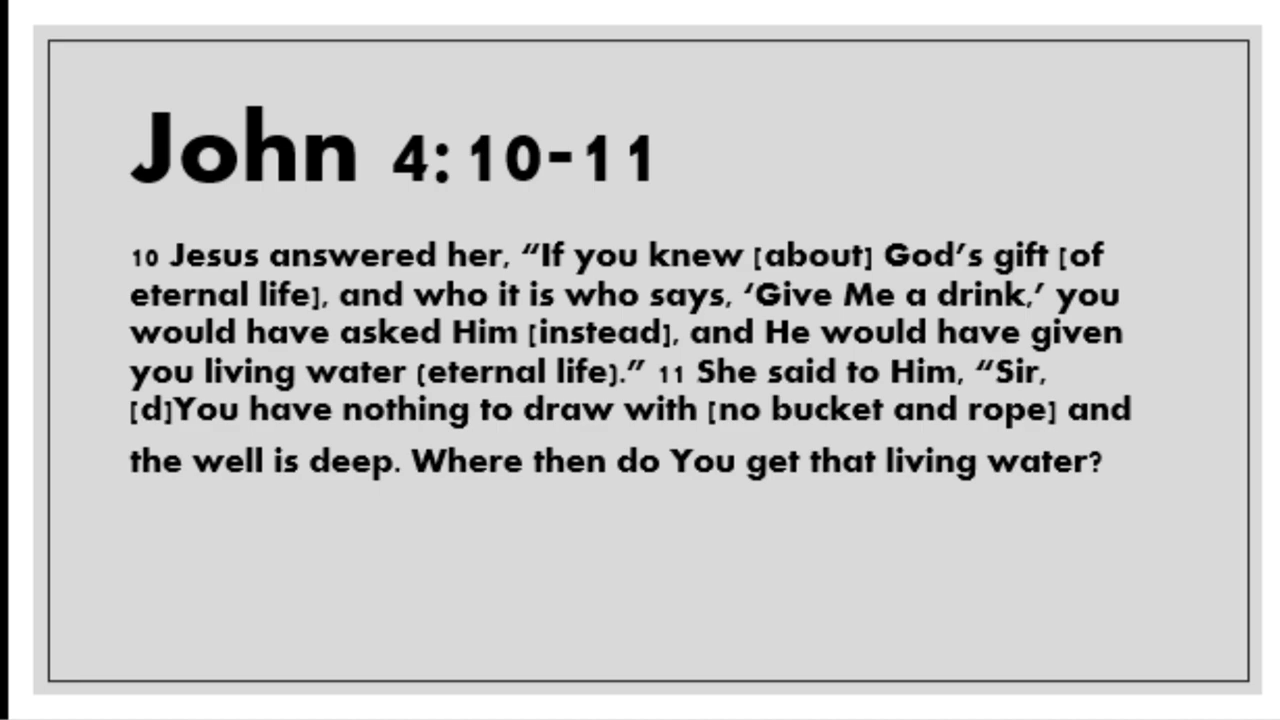 John 4:10-11
10 Jesus answered her, “If you knew [about] God’s gift [of
eternal life], and who it is who says, ‘Give Me a drink,’ you
would have asked Him [instead], and He would have given
you living water (eternal life).” 11 She said to Him, “Sir,
[d]You have nothing to draw with [no bucket and rope] and
the well is deep. Where then do You get that living water?